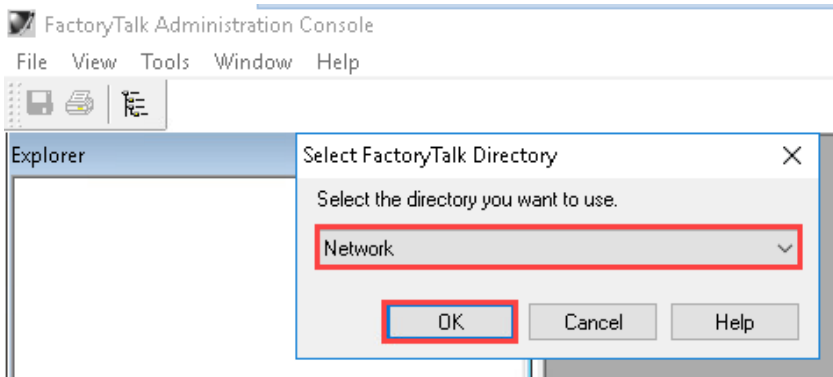 FactoryTalk Administration Console
File View Tools Window Help
Explorer
Select FactoryTalk Directory
Select the directory you want to use.
Network
OK Cancel Help